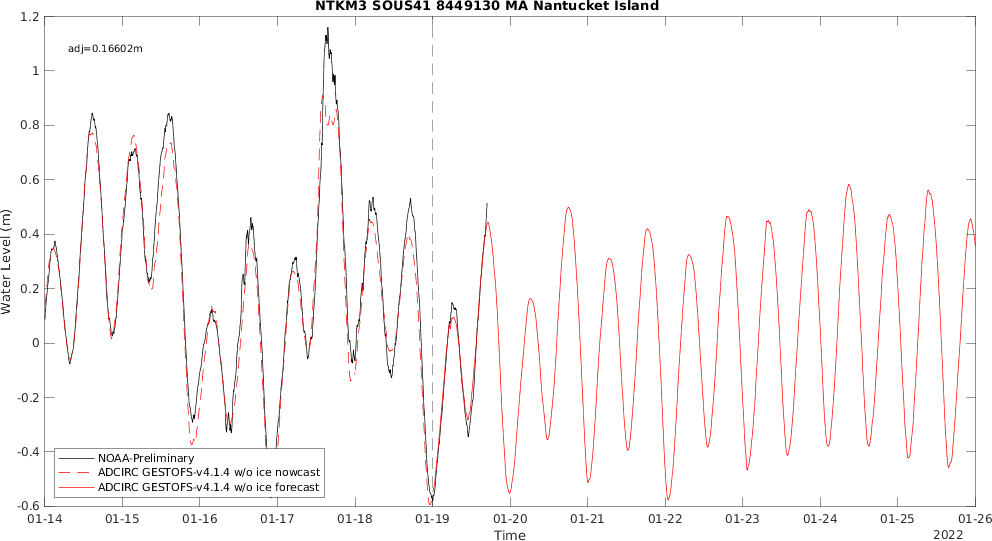 NTKM3 SOUS41 8449130 MA Nantucket Island
1.2
adj=0.16602m
1
0.8
0.6
0.4
0.2
0
-0.2
-0.4
-0.6
Water Level (m)
NOAA-Preliminary
ADCIRC GESTOFS-v4.1.4 w/o ice nowcast
ADCIRC GESTOFS-v4.1.4 w/o ice forecast
01-14 01-15 01-16 01-17 01-18 01-19 01-20 01-21 01-22 01-23 01-24 01-25 01-26
Time
2022